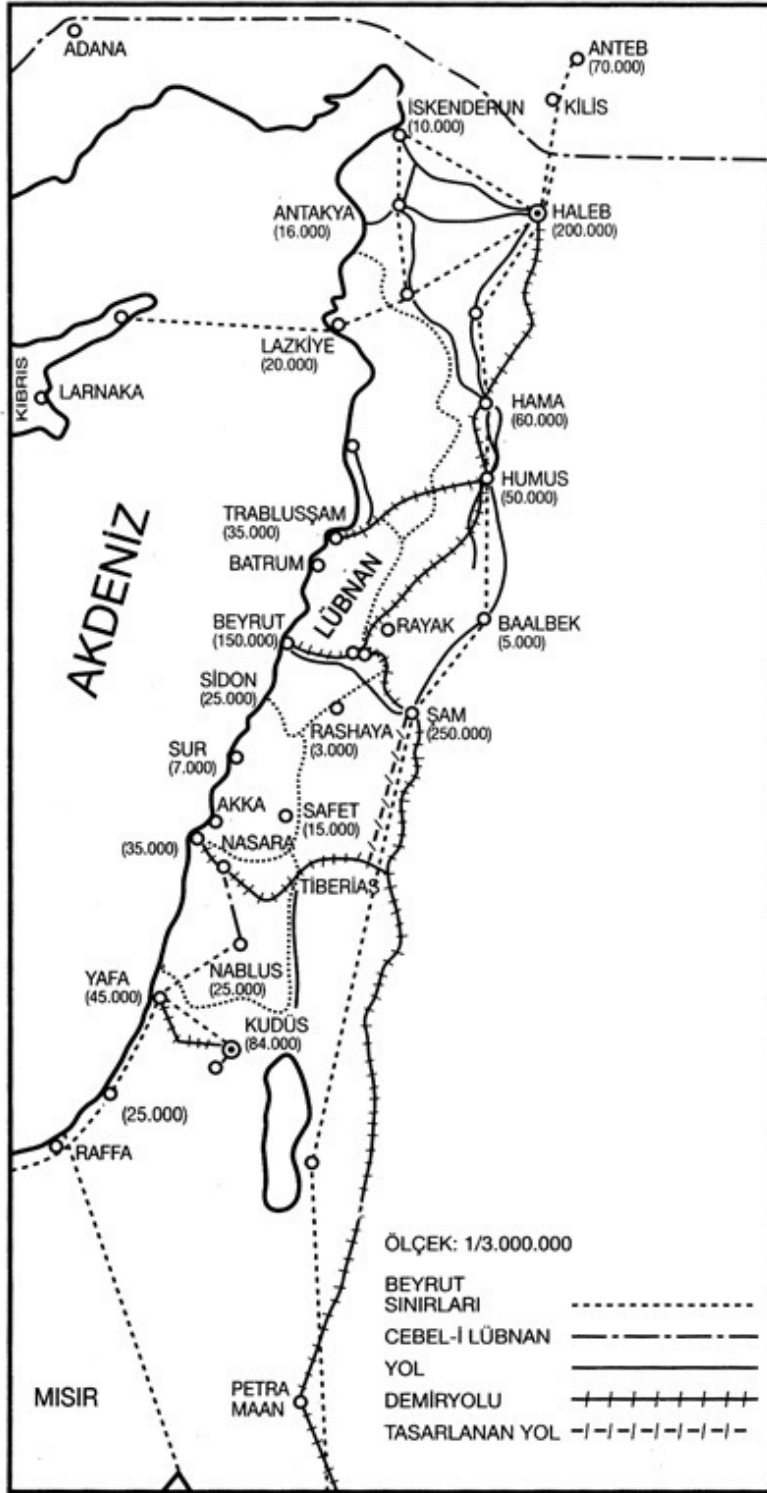 ADANA
ANTEB
(70.000)
KİLİS
İSKENDERUN
(10.000)
ANTAKYA
(16.000)
HALEB
(200.000)
LAZKİYE
(20.000)
KIBRIS
LARNAKA
HAMA
(60.000)
HUMUS
(50.000)
TRABLUSŞAM
(35.000)
BATRUM
LÜBNAN
AKDENİZ
BEYRUT
(150.000)
RAYAK
BAALBEK
(5.000)
SİDON
(25.000)
RASHAYA
(3.000)
ŞAM
(250.000)
SUR
(7.000)
AKKA
SAFET
(15.000)
(35.000)
NASARA
TİBERİAS
NABLUS
(25.000)
YAFA
(45.000)
KUDÜS
(84.000)
(25.000)
RAFFA
MISIR
PETRA
MAAN
ÖLÇEK: 1/3.000.000
BEYRUT
SINIRLARI
CEBEL-İ LÜBNAN
YOL
DEMİRYOLU
TASARLANAN YOL